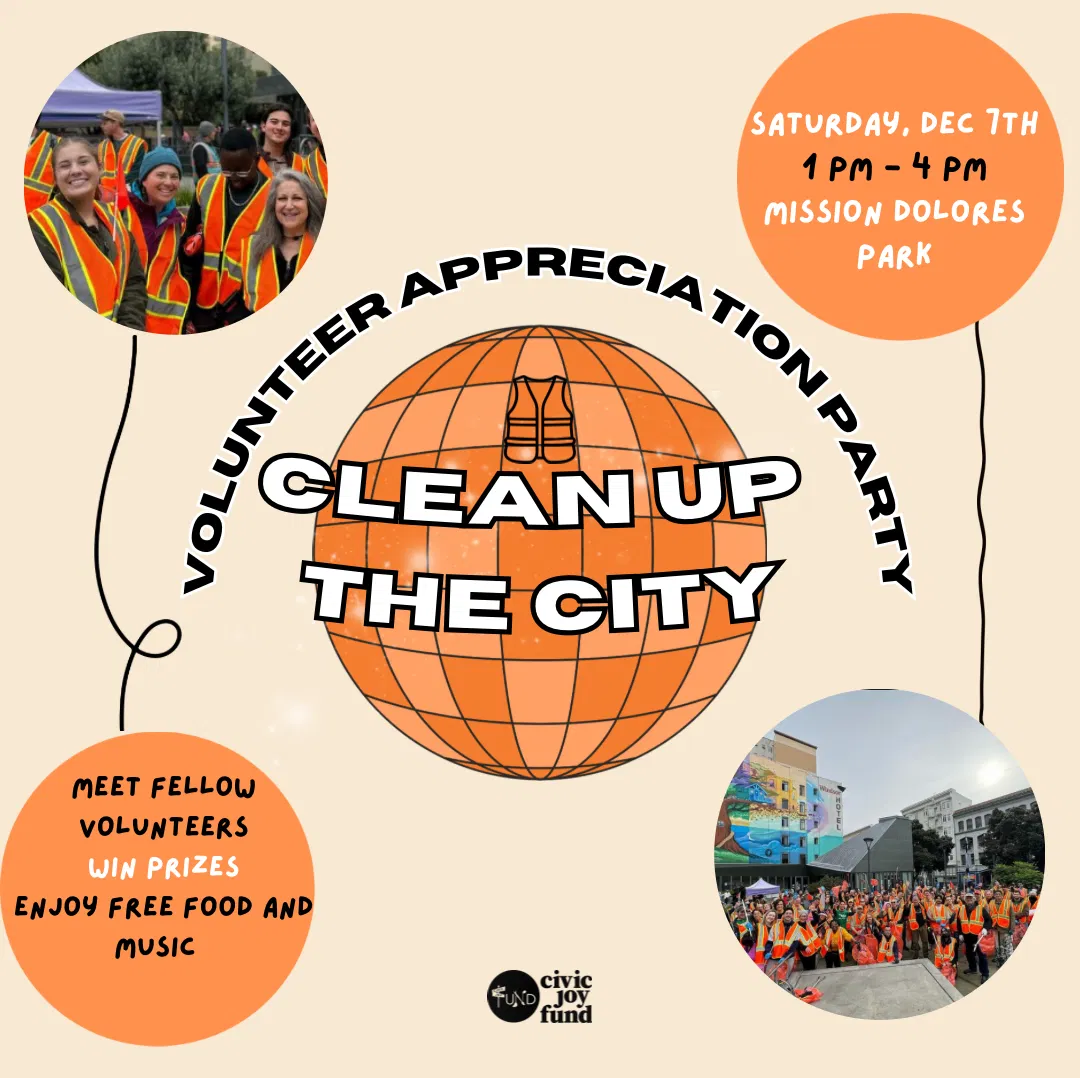 SATURDAY, DEC 7TH
1 PM – 4 PM
MISSION DOLORES
PARK
VOLUNTEER APPRECIATION PARTY
CLEAN UP
THE CITY
MEET FELLOW
VOLUNTEERS
WIN PRIZES
ENJOY FREE FOOD AND
MUSIC
HOTEL
FUND
civic
joy
fund